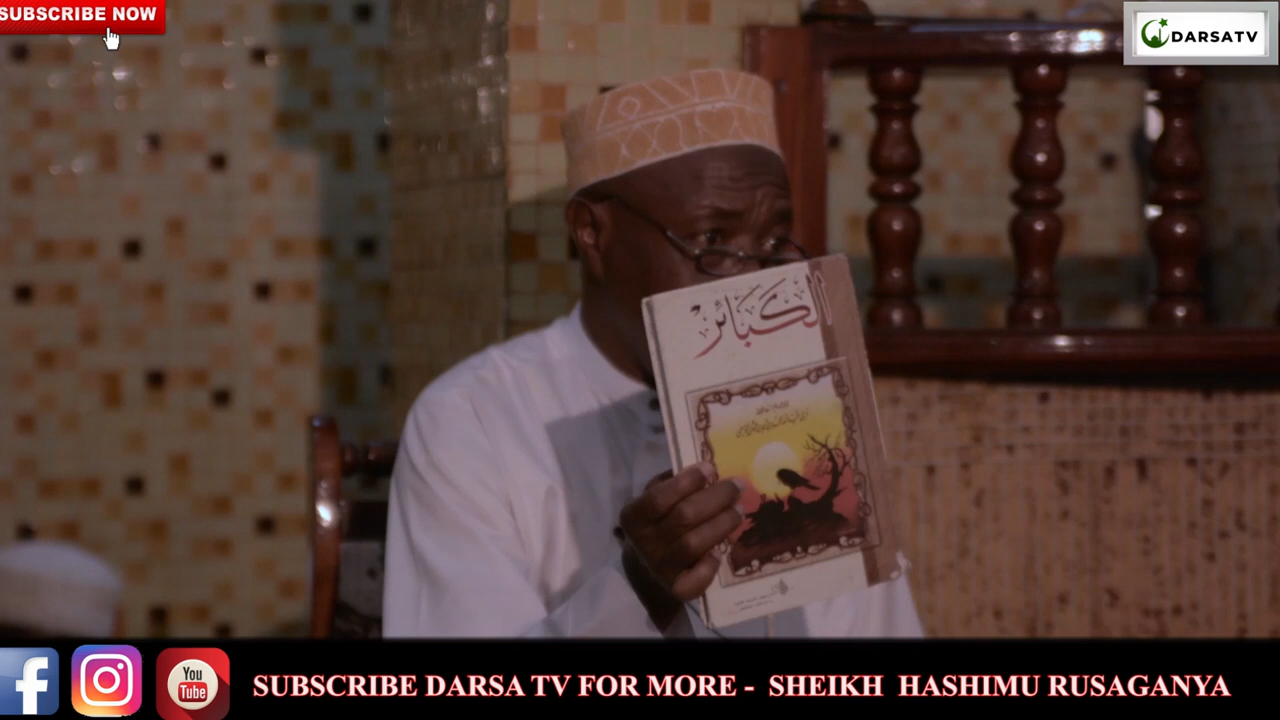 SUBSCRIBE NOW
DARSATV
الكبائر
You
Tube
SUBSCRIBE DARSA TV FOR MORE - SHEIKH HASHIMU RUSAGANYA